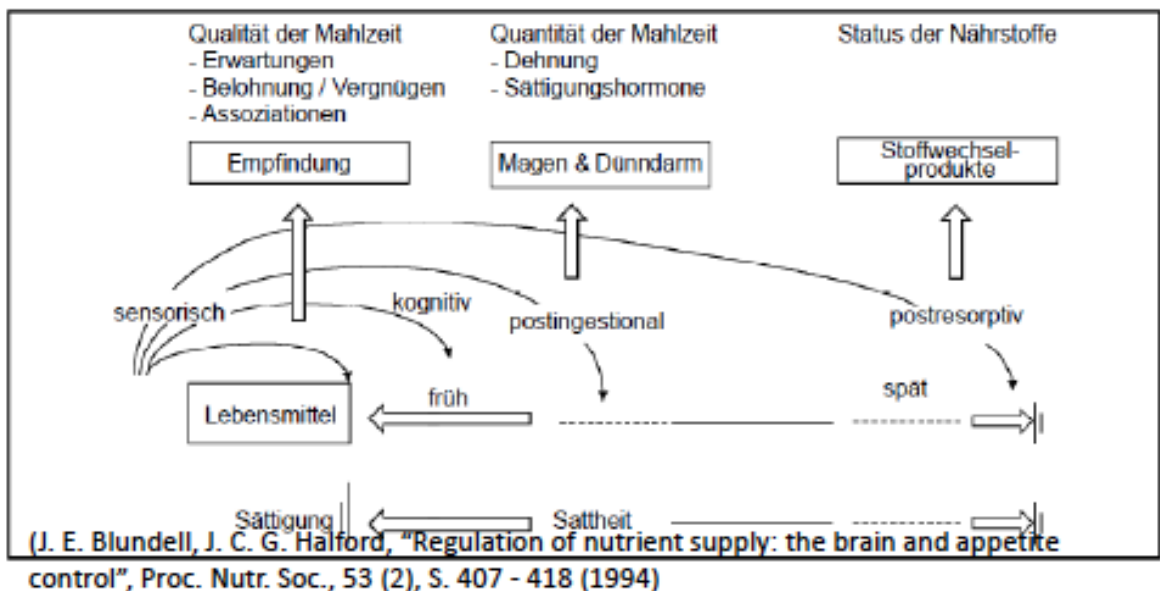 Qualität der Mahlzeit
- Erwartungen
- Belohnung / Vergnügen
- Assoziationen
Quantität der Mahlzeit
- Dehnung
- Sättigungshormone
Status der Nährstoffe
Empfindung
Magen & Dünndarm
Stoffwechsel-
produkte
sensorisch
kognitiv
postingestional
postresorptiv
Lebensmittel
früh
spät
Sättigung
Sattheit
(J. E. Blundell, J. C. G. Halford, “Regulation of nutrient supply: the brain and appetite
control”, Proc. Nutr. Soc., 53 (2), S. 407 - 418 (1994)